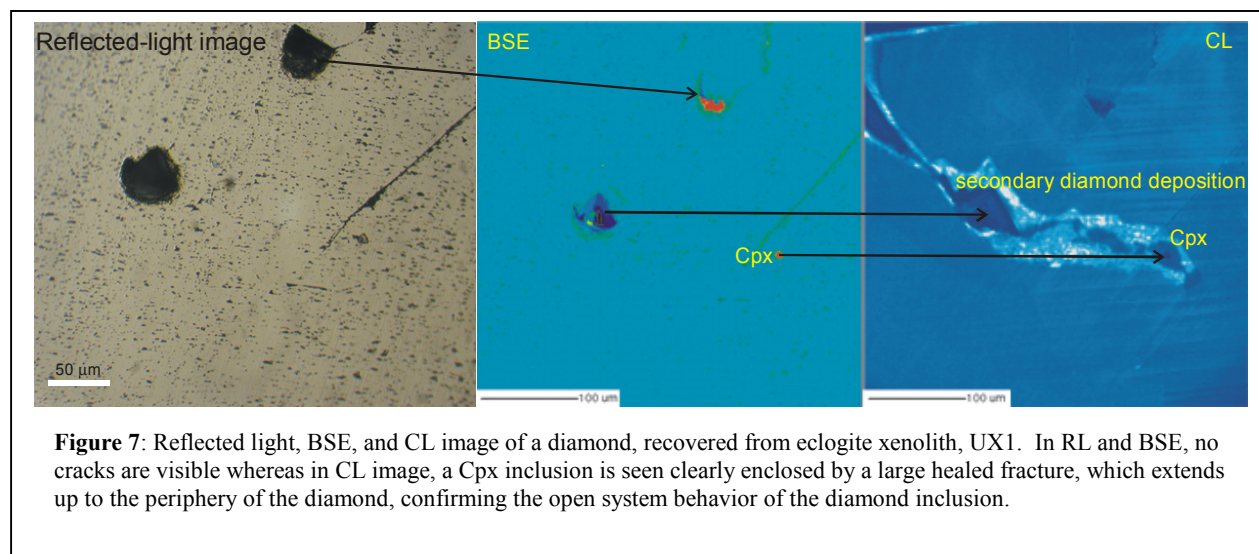 Reflected-light image
BSE
CL
secondary diamond deposition
Cpx
Cpx
50 μm
100 um
100 um
Figure 7: Reflected light, BSE, and CL image of a diamond, recovered from eclogite xenolith, UX1. In RL and BSE, no
cracks are visible whereas in CL image, a Cpx inclusion is seen clearly enclosed by a large healed fracture, which extends
up to the periphery of the diamond, confirming the open system behavior of the diamond inclusion.